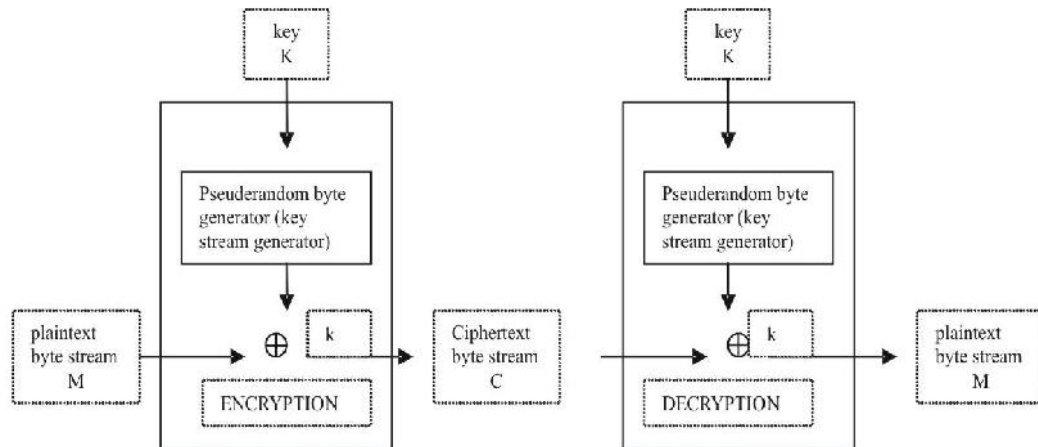 key
K
key
K
Pseuderandom byte
generator (key
stream generator)
Pseuderandom byte
generator (key
stream generator)
plaintext
byte stream
M
k
Ciphertext
byte stream
C
k
plaintext
byte stream
M
ENCRYPTION
DECRYPTION